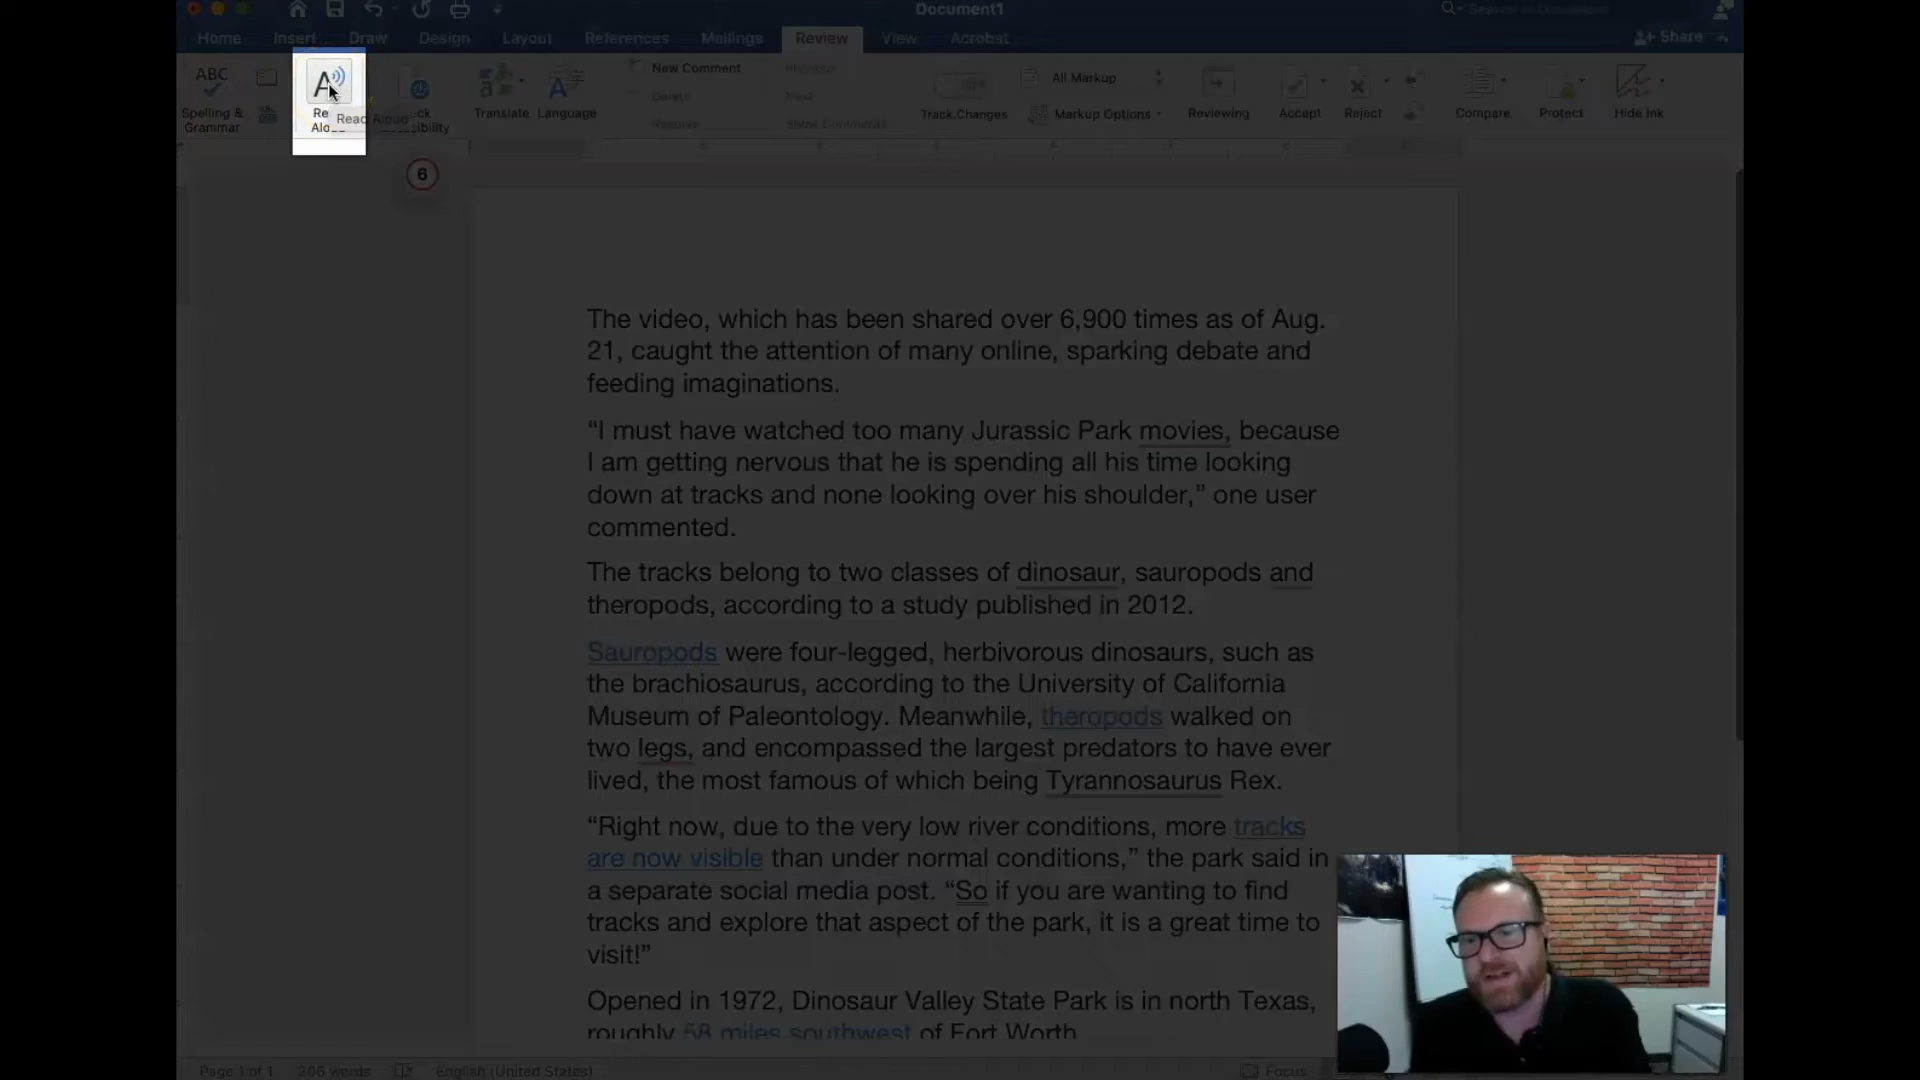 Document1
Home Insert Draw Design Layout References Mailings Review View Acrobat
Share
ABC
Spelling &
Grammar
Read Aloud
Translate
Language
New Comment
Delete
Resolve
Previous
Next
Show Comments
OFF
Track Changes
All Markup
Markup Options
Reviewing
Accept
Reject
Compare
Protect
Hide Ink
6
The video, which has been shared over 6,900 times as of Aug.
21, caught the attention of many online, sparking debate and
feeding imaginations.
“I must have watched too many Jurassic Park movies, because
I am getting nervous that he is spending all his time looking
down at tracks and none looking over his shoulder,” one user
commented.
The tracks belong to two classes of dinosaur, sauropods and
theropods, according to a study published in 2012.
Sauropods were four-legged, herbivorous dinosaurs, such as
the brachiosaurus, according to the University of California
Museum of Paleontology. Meanwhile, theropods walked on
two legs, and encompassed the largest predators to have ever
lived, the most famous of which being Tyrannosaurus Rex.
“Right now, due to the very low river conditions, more tracks
are now visible than under normal conditions,” the park said in
a separate social media post. “So if you are wanting to find
tracks and explore that aspect of the park, it is a great time to
visit!”
Opened in 1972, Dinosaur Valley State Park is in north Texas,
roughly 58 miles southwest of Fort Worth
Page 1 of 1 206 words English (United States) Focus